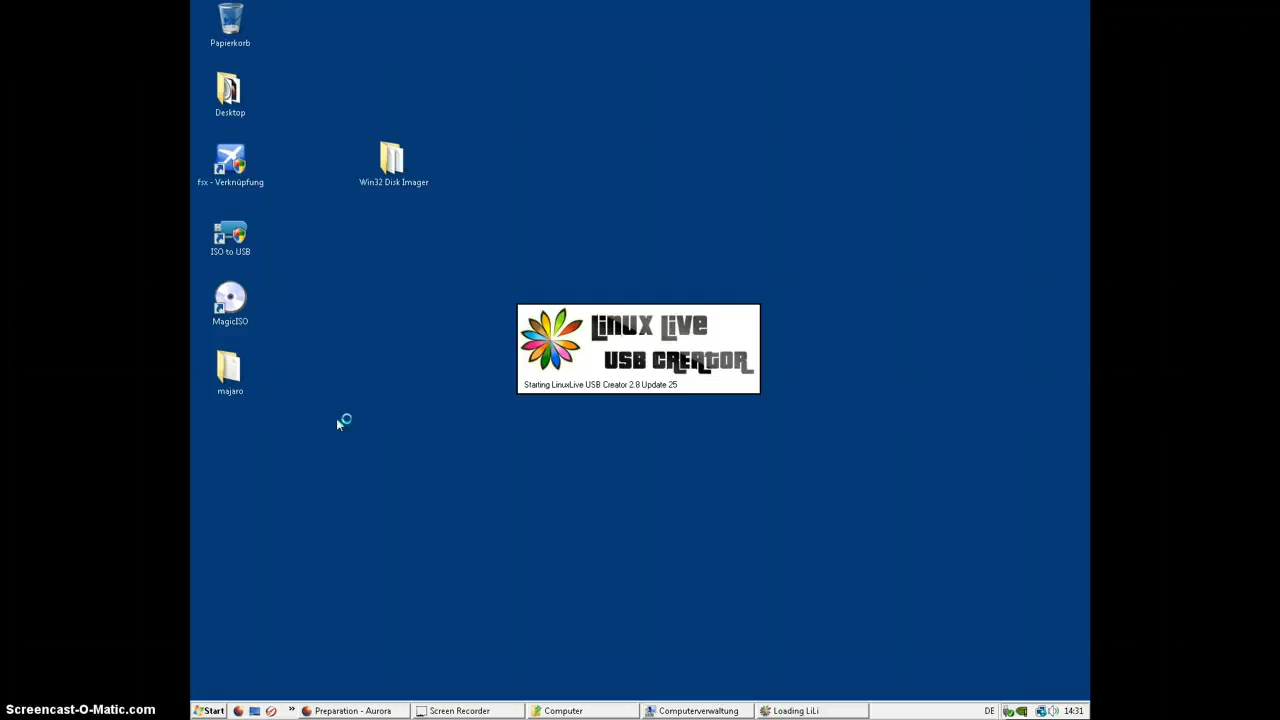 Papierkorb
Desktop
fsx - Verknüpfung
Win32 Disk Imager
ISO to USB
MagicISO
majaro
Linux Live
USB Creator
Starting LinuxLive USB Creator 2.8 Update 25
Start
»
Preparation - Aurora
Screen Recorder
Computer
Computerverwaltung
Loading LiLi
DE
14:31
Screencast-O-Matic.com